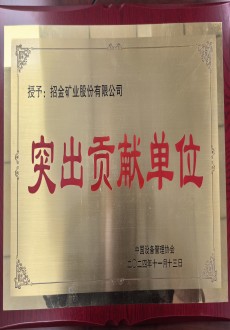 授予：招金矿业股份有限公司
突出贡献单位
中国设备管理协会
二〇二四年十一月十三日